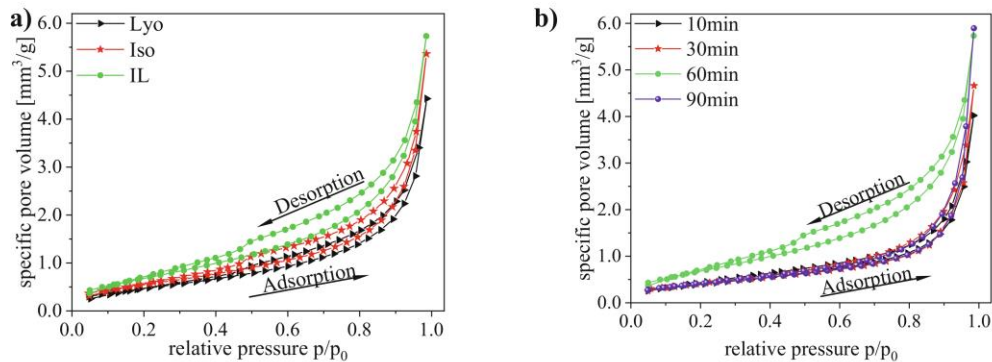 a)
Lyo
Iso
IL
6.0
5.0
4.0
3.0
2.0
1.0
0.0
specific pore volume [mm³/g]
Desorption
Adsorption
0.0 0.2 0.4 0.6 0.8 1.0
relative pressure p/p₀
b)
10min
30min
60min
90min
6.0
5.0
4.0
3.0
2.0
1.0
0.0
specific pore volume [mm³/g]
Desorption
Adsorption
0.0 0.2 0.4 0.6 0.8 1.0
relative pressure p/p₀